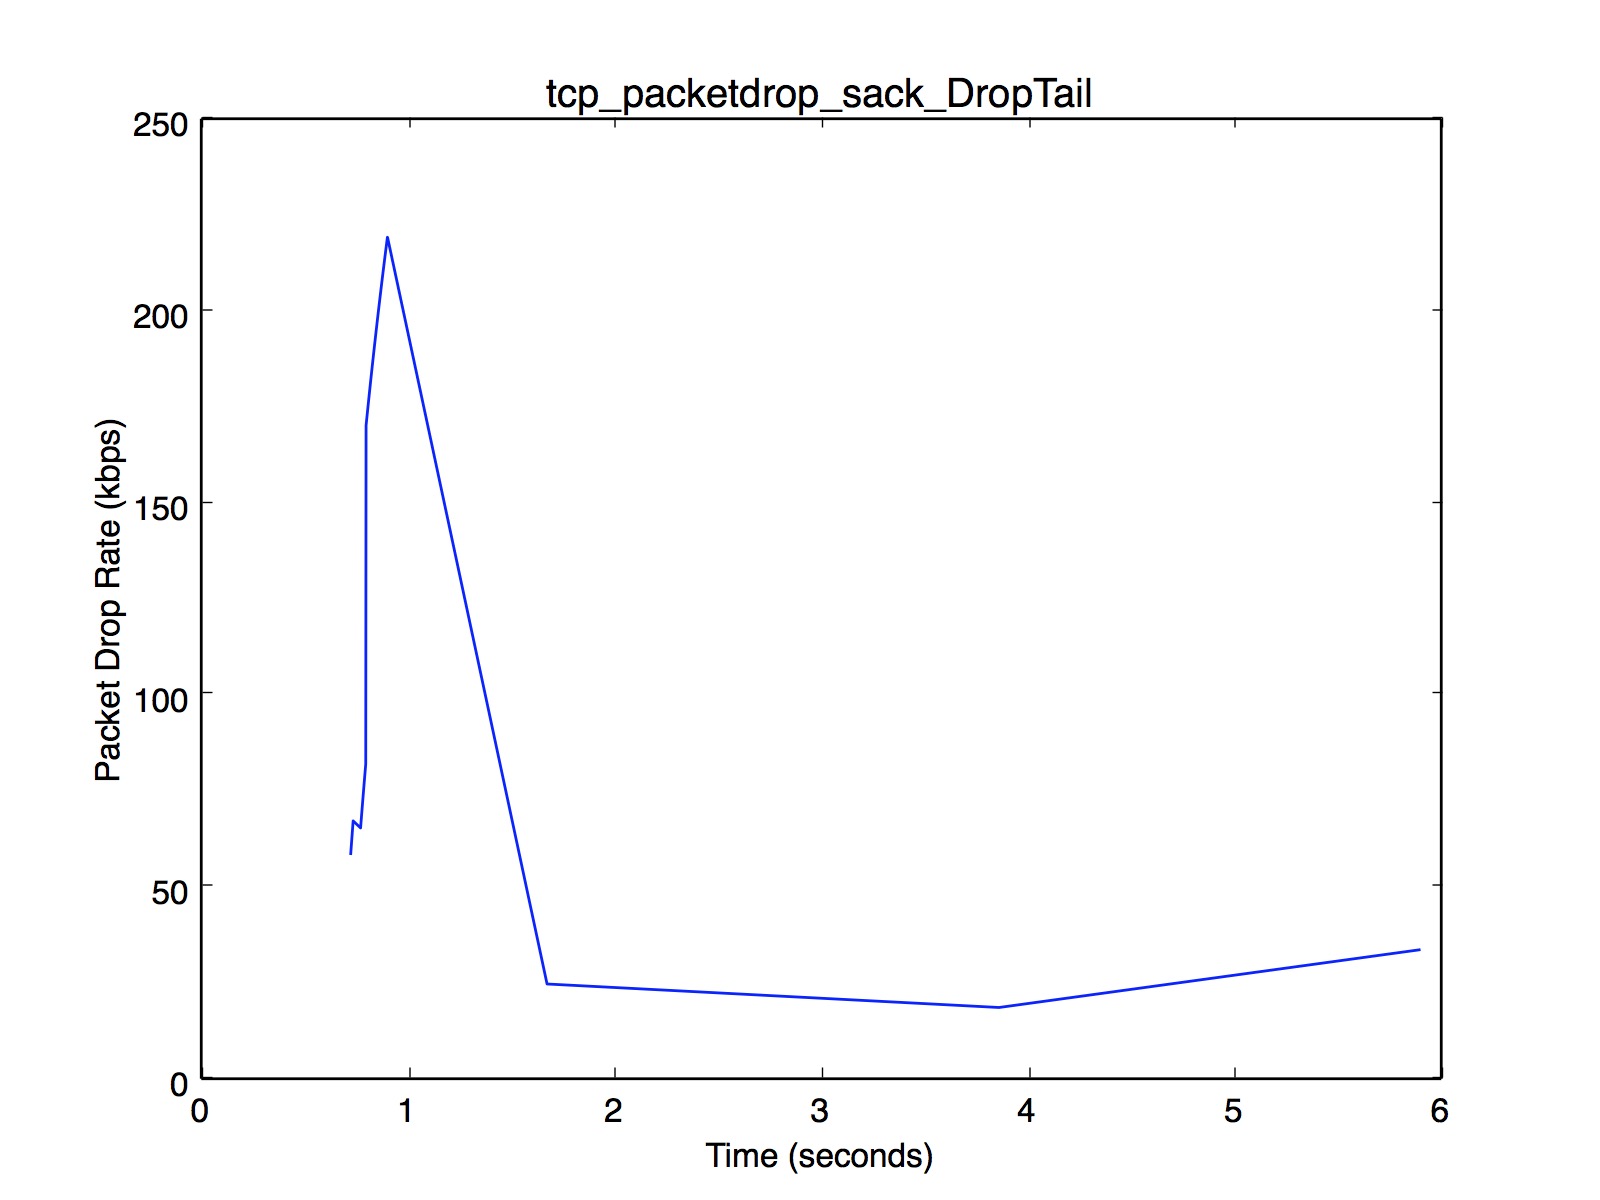 tcp_packetdrop_sack_DropTail
250
200
150
100
50
0
Packet Drop Rate (kbps)
0 1 2 3 4 5 6
Time (seconds)